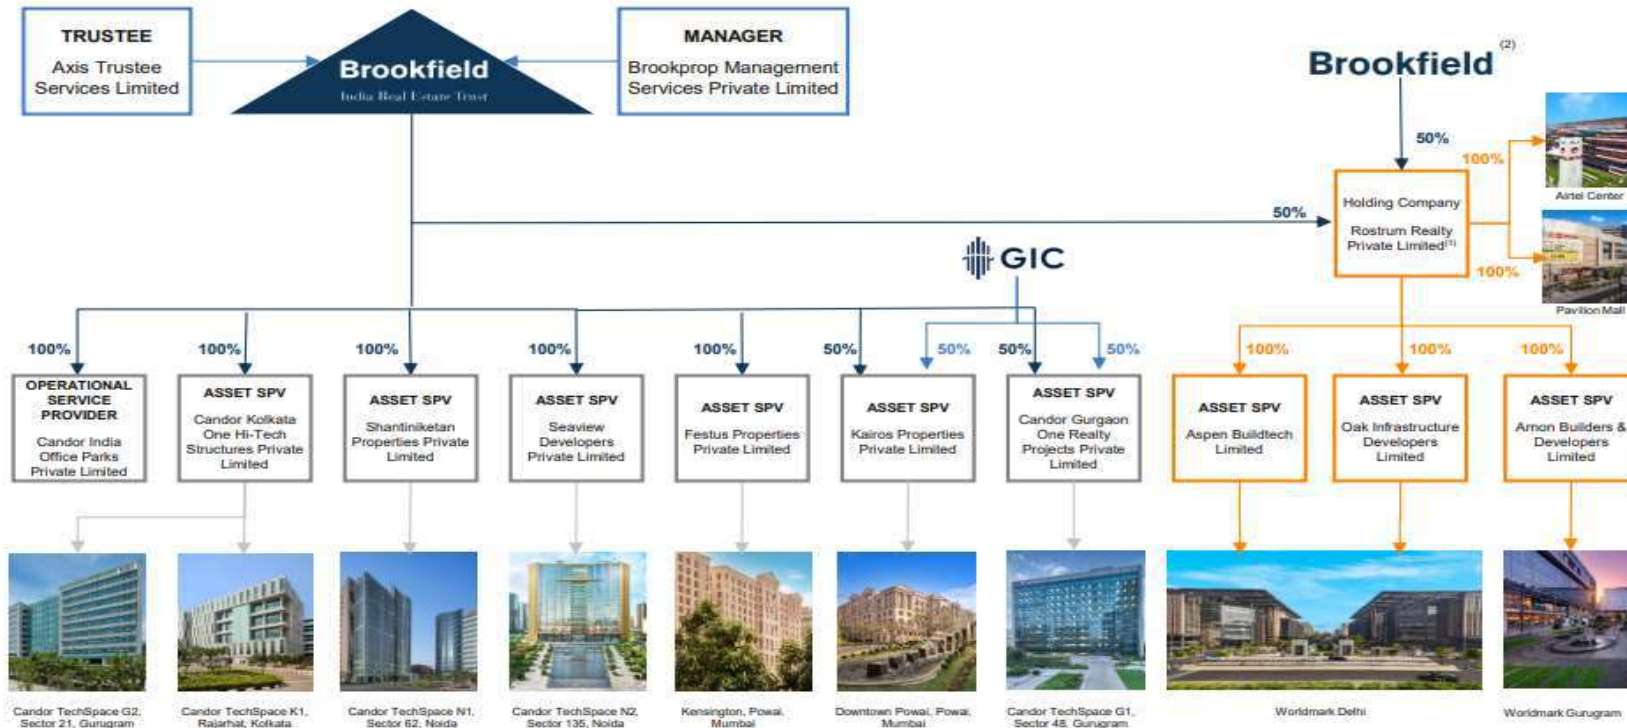 TRUSTEE
Axis Trustee
Services Limited
Brookfield
India Real Estate Trust
MANAGER
Brookprop Management
Services Private Limited
Brookfield (2)
50%
100%
Airtel Center
Holding Company
Rostrum Realty
Private Limited(1)
50%
100%
Pavilion Mall
GIC
100%
100%
100%
100%
100%
50%
50%
50%
50%
100%
100%
100%
OPERATIONAL
SERVICE
PROVIDER
Candor India
Office Parks
Private Limited
ASSET SPV
Candor Kolkata
One Hi-Tech
Structures Private
Limited
ASSET SPV
Shantiniketan
Properties Private
Limited
ASSET SPV
Seaview
Developers
Private Limited
ASSET SPV
Festus Properties
Private Limited
ASSET SPV
Kairos Properties
Private Limited
ASSET SPV
Candor Gurgaon
One Realty
Projects Private
Limited
ASSET SPV
Aspen Buildtech
Limited
ASSET SPV
Oak Infrastructure
Developers
Limited
ASSET SPV
Arnon Builders &
Developers
Limited
Candor TechSpace G2,
Sector 21, Gurugram
Candor TechSpace K1,
Rajarhat, Kolkata
Candor TechSpace N1,
Sector 62, Noida
Candor TechSpace N2,
Sector 135, Noida
Kensington, Powai,
Mumbai
Downtown Powai, Powai,
Mumbai
Candor TechSpace G1,
Sector 48, Gurugram
Worldmark Delhi
Worldmark Gurugram